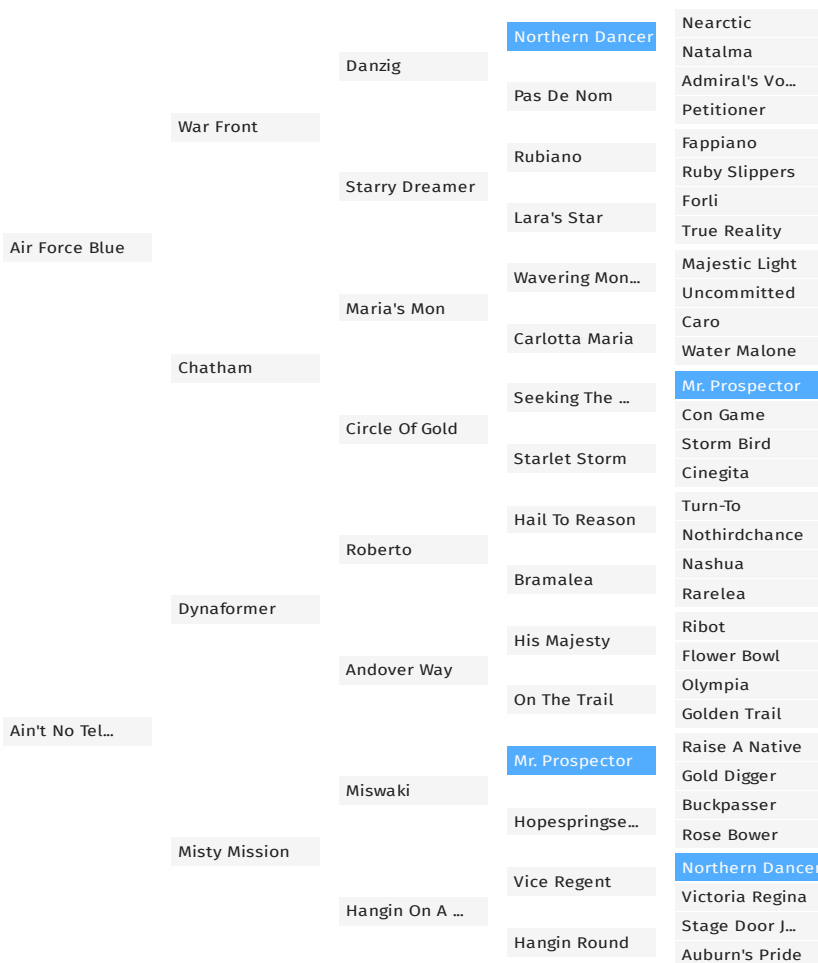 Northern Dancer
Nearctic
Natalma
Danzig
Admiral's Vo...
Pas De Nom
Petitioner
War Front
Fappiano
Rubiano
Ruby Slippers
Starry Dreamer
Forli
Lara's Star
True Reality
Air Force Blue
Majestic Light
Wavering Mon...
Uncommitted
Maria's Mon
Caro
Carlotta Maria
Water Malone
Chatham
Mr. Prospector
Seeking The ...
Con Game
Circle Of Gold
Storm Bird
Starlet Storm
Cinegita
Turn-To
Hail To Reason
Nothirdchance
Roberto
Nashua
Bramalea
Rarelea
Dynaformer
Ribot
His Majesty
Flower Bowl
Andover Way
Olympia
On The Trail
Golden Trail
Ain't No Tel...
Raise A Native
Mr. Prospector
Gold Digger
Miswaki
Buckpasser
Hopespringse...
Rose Bower
Misty Mission
Northern Dancer
Vice Regent
Victoria Regina
Hangin On A ...
Stage Door J...
Hangin Round
Auburn's Pride